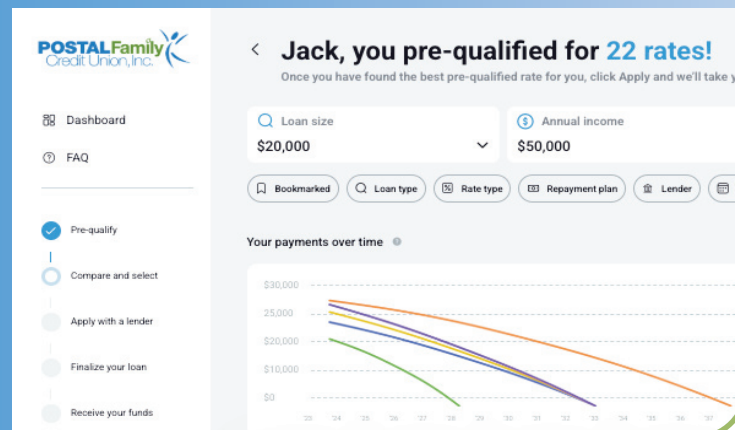 POSTALFamily
Credit Union, Inc.
Dashboard
FAQ
Pre-qualify
Compare and select
Apply with a lender
Finalize your loan
Receive your funds
Jack, you pre-qualified for 22 rates!
Once you have found the best pre-qualified rate for you, click Apply and we'll take y
Loan size
$20,000
Annual income
$50,000
Bookmarked
Loan type
Rate type
Repayment plan
Lender
Your payments over time
$30,000
25,000
$20,000
$10,000
$0
'23 '24 '25 '26 '27 '28 '29 '30 '31 '32 '33 '34 '35 '36 '37